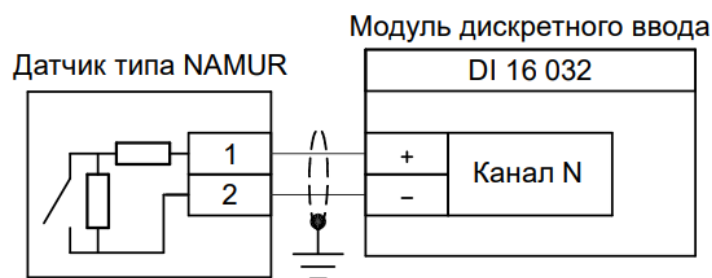 Модуль дискретного ввода
Датчик типа NAMUR
DI 16 032
1
2
+
−
Канал N